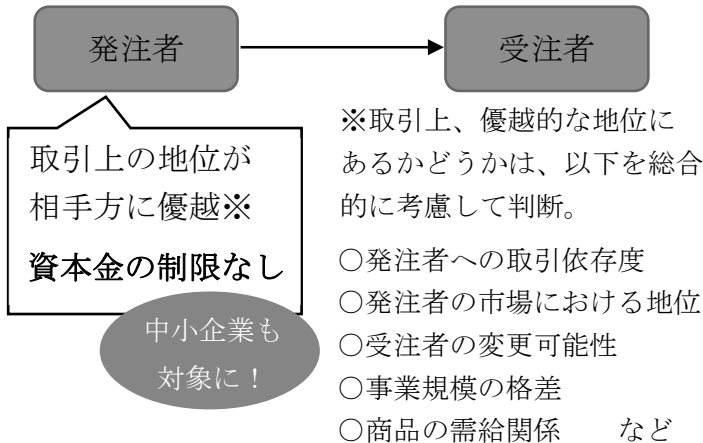 発注者
受注者
取引上の地位が
相手方に優越※
資本金の制限なし
中小企業も
対象に！
※取引上、優越的な地位に
あるかどうかは、以下を総合
的に考慮して判断。
○発注者への取引依存度
○発注者の市場における地位
○受注者の変更可能性
○事業規模の格差
○商品の需給関係　　など